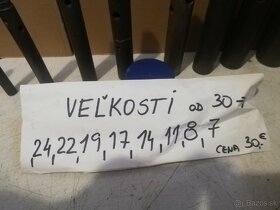 VEĽKOSTI OD 30-
,24,22,19,17,14,11,8,7
CENA 30.€
Bazos.sk